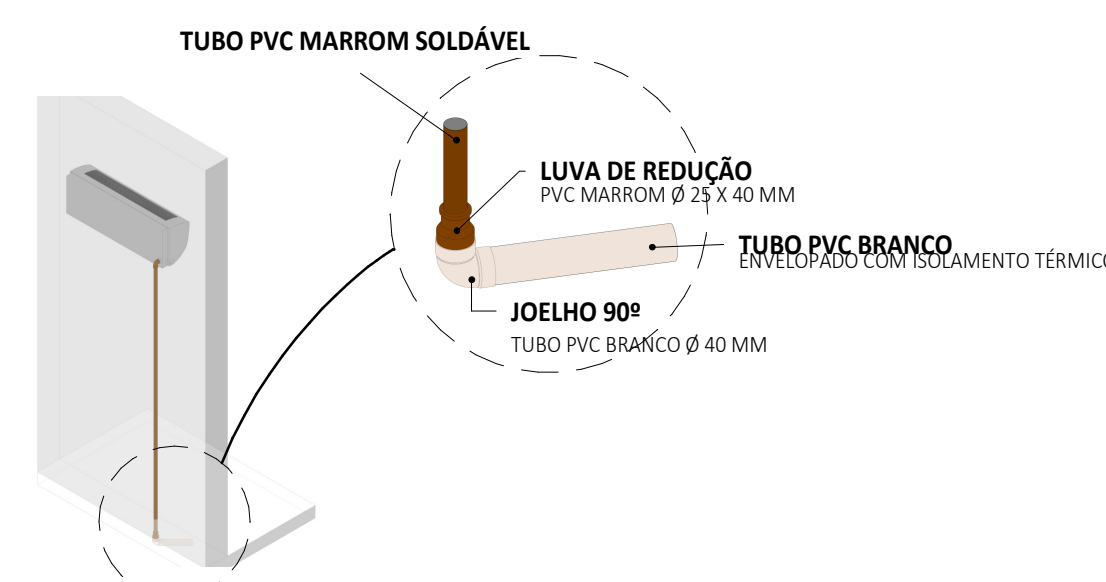 TUBO PVC MARROM SOLDÁVEL
LUVA DE REDUÇÃO
PVC MARROM Ø 25 X 40 MM
TUBO PVC BRANCO
ENVELOPADO COM ISOLAMENTO TÉRMICO
JOELHO 90º
TUBO PVC BRANCO Ø 40 MM